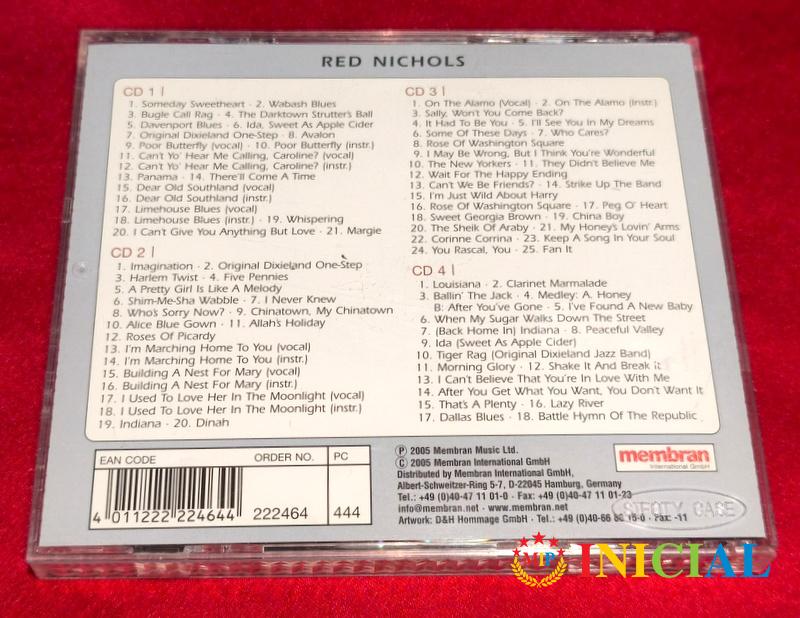 RED NICHOLS
CD 1
1. Someday Sweetheart · 2. Wabash Blues
3. Bugle Call Rag · 4. The Darktown Strutter's Ball
5. Davenport Blues · 6. Ida, Sweet As Apple Cider
7. Original Dixieland One-Step · 8. Avalon
9. Poor Butterfly (vocal) · 10. Poor Butterfly (instr.)
11. Can't Yo' Hear Me Calling, Caroline? (vocal)
12. Can't Yo' Hear Me Calling, Caroline? (instr.)
13. Panama · 14. There'll Come A Time
15. Dear Old Southland (vocal)
16. Dear Old Southland (instr.)
17. Limehouse Blues (vocal)
18. Limehouse Blues (instr.) · 19. Whispering
20. I Can't Give You Anything But Love · 21. Margie
CD 2
1. Imagination · 2. Original Dixieland One-Step
3. Harlem Twist · 4. Five Pennies
5. A Pretty Girl Is Like A Melody
6. Shim-Me-Sha Wabble · 7. I Never Knew
8. Who's Sorry Now? · 9. Chinatown, My Chinatown
10. Alice Blue Gown · 11. Allah's Holiday
12. Roses Of Picardy
13. I'm Marching Home To You (vocal)
14. I'm Marching Home To You (instr.)
15. Building A Nest For Mary (vocal)
16. Building A Nest For Mary (instr.)
17. I Used To Love Her In The Moonlight (vocal)
18. I Used To Love Her In The Moonlight (instr.)
19. Indiana · 20. Dinah
CD 3
1. On The Alamo (Vocal) · 2. On The Alamo (Instr.)
3. Sally, Won't You Come Back?
4. It Had To Be You · 5. I'll See You In My Dreams
6. Some Of These Days · 7. Who Cares?
8. Rose Of Washington Square
9. I May Be Wrong, But I Think You're Wonderful
10. The New Yorkers · 11. They Didn't Believe Me
12. Wait For The Happy Ending
13. Can't We Be Friends? · 14. Strike Up The Band
15. I'm Just Wild About Harry
16. Rose Of Washington Square · 17. Peg O' Heart
18. Sweet Georgia Brown · 19. China Boy
20. The Sheik Of Araby · 21. My Honey's Lovin' Arms
22. Corinne Corrina · 23. Keep A Song In Your Soul
24. You Rascal, You · 25. Fan It
CD 4
1. Louisiana · 2. Clarinet Marmalade
3. Ballin' The Jack · 4. Medley: A. Honey
B: After You've Gone · 5. I've Found A New Baby
6. When My Sugar Walks Down The Street
7. (Back Home In) Indiana · 8. Peaceful Valley
9. Ida (Sweet As Apple Cider)
10. Tiger Rag (Original Dixieland Jazz Band)
11. Morning Glory · 12. Shake It And Break it
13. I Can't Believe That You're In Love With Me
14. After You Get What You Want, You Don't Want It
15. That's A Plenty · 16. Lazy River
17. Dallas Blues · 18. Battle Hymn Of The Republic
EAN CODE
ORDER NO.
PC
4 011222 224644
222464
444
Ⓟ 2005 Membran Music Ltd.
© 2005 Membran International GmbH
Distributed by Membran International GmbH,
Albert-Schweitzer-Ring 5-7, D-22045 Hamburg, Germany
Tel.: +49 (0)40-47 11 01-0 · Fax: +49 (0)40-47 11 01-23
info@membran.net · www.membran.net
Artwork: D&H Hommage GmbH · Tel.: +49 (0)40-66 · Fax: -11
membran
International GmbH
CASE
VIP
INICIAL